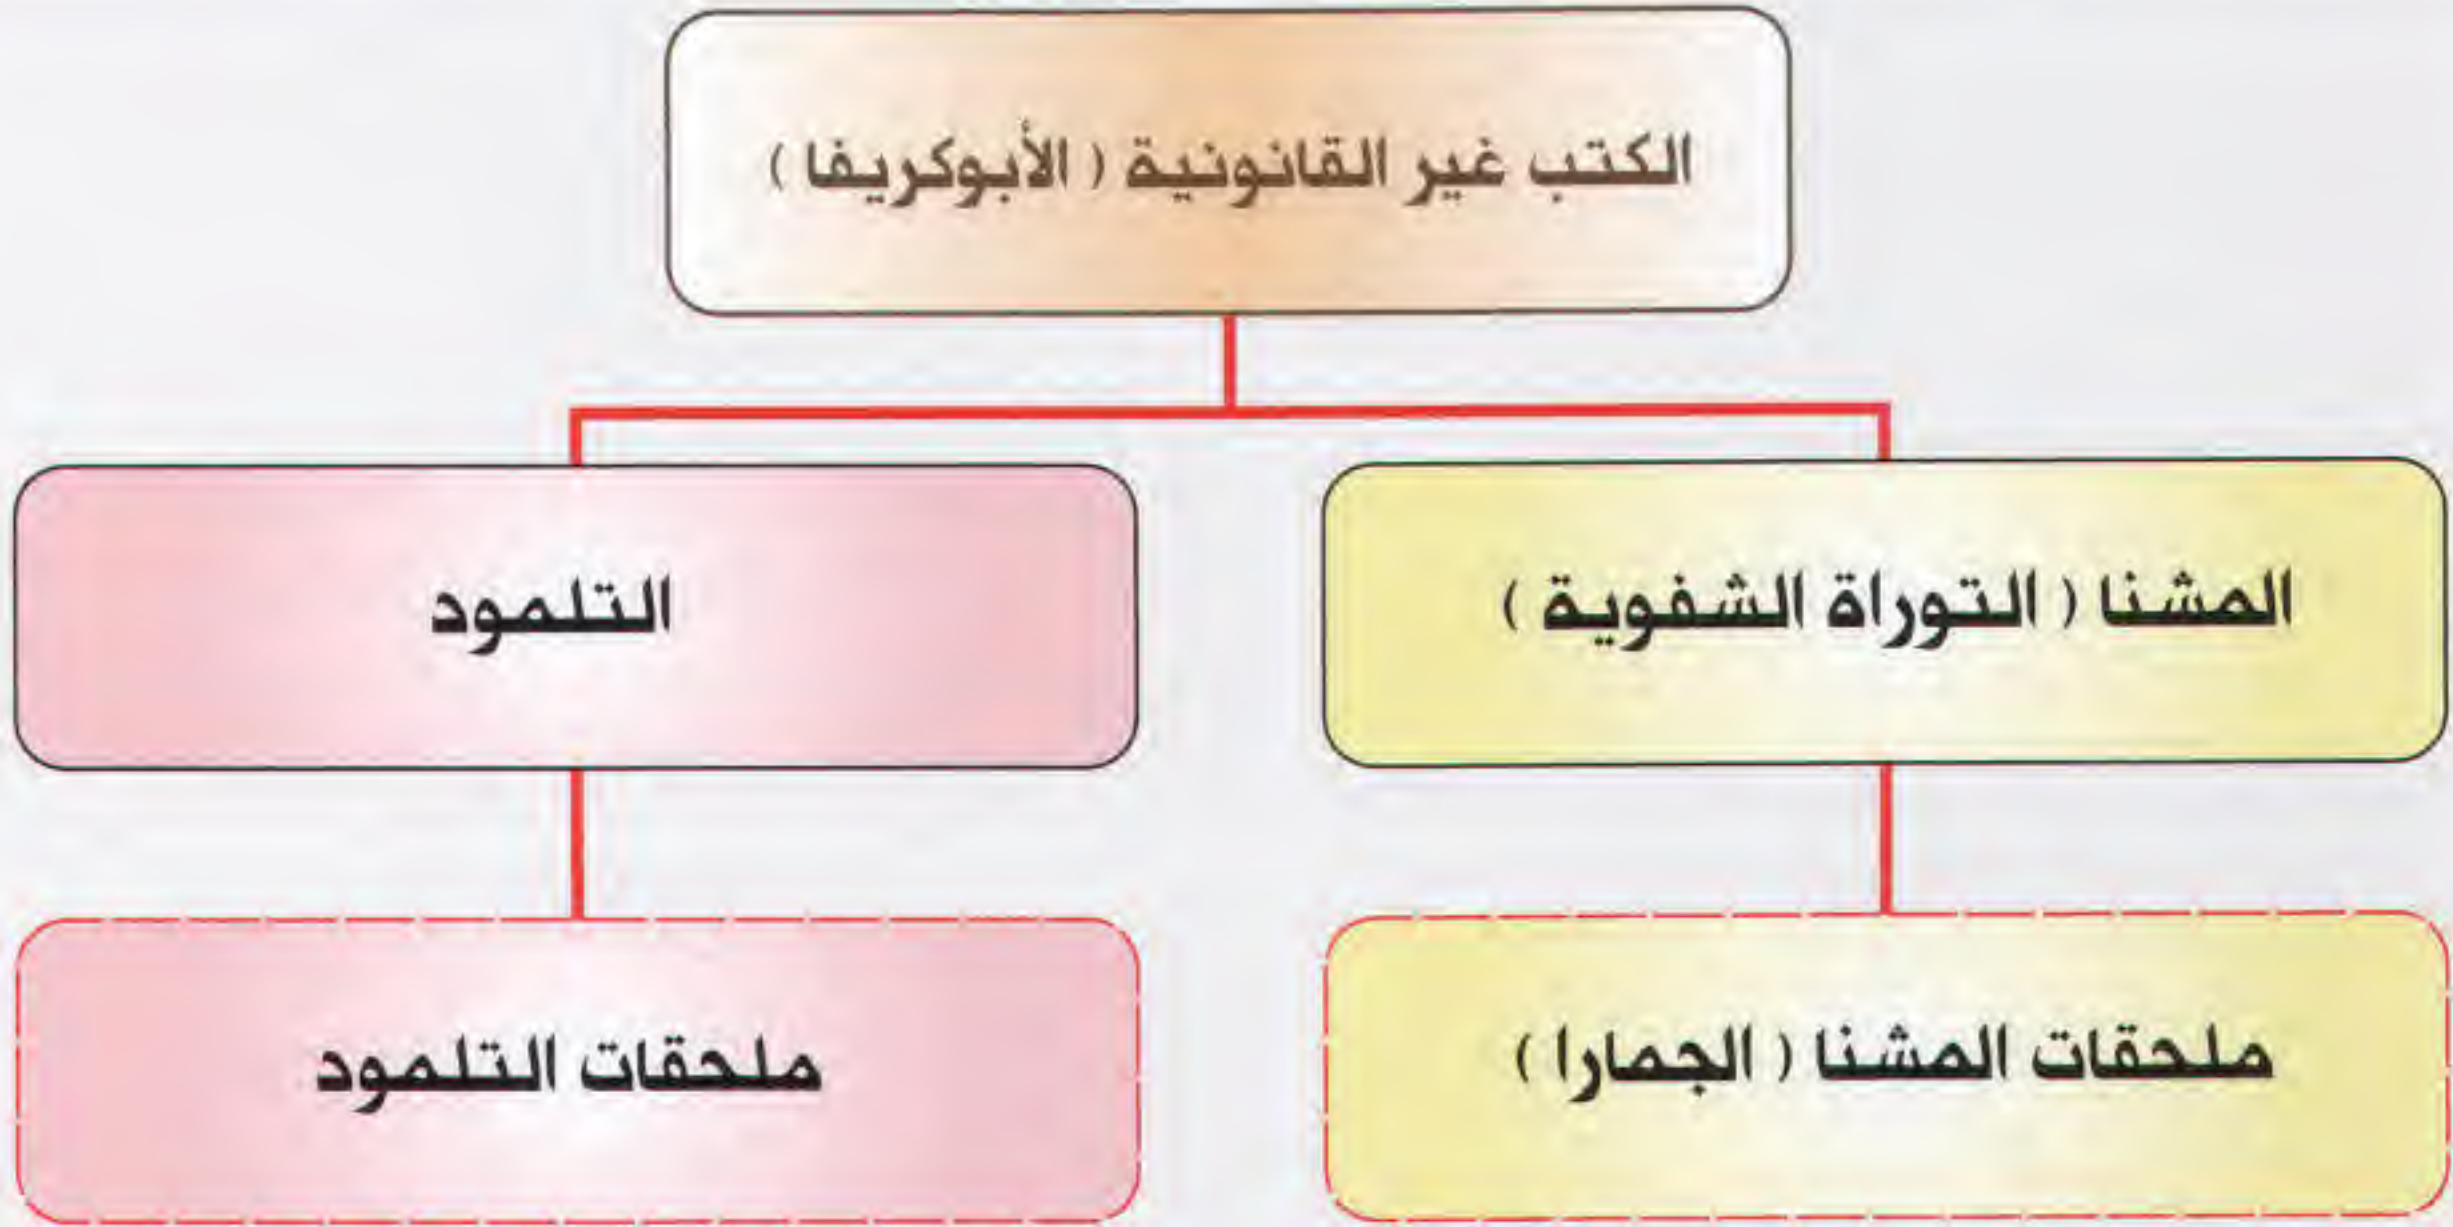 الكتب غير القانونية ( الأبوكريفا )
المشنا ( التوراة الشفوية )
التلمود
ملحقات المشنا ( الجمارا )
ملحقات التلمود